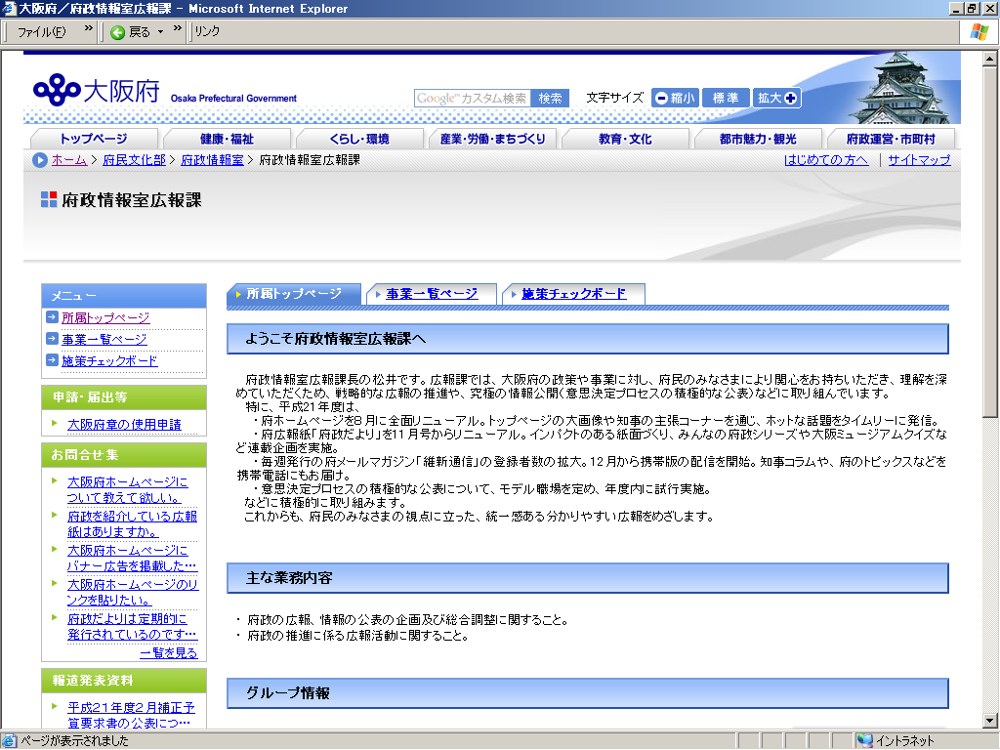 大阪府／府政情報室広報課 - Microsoft Internet Explorer
ファイル(F) » 戻る » リンク
大阪府 Osaka Prefectural Government
Google™カスタム検索 検索 文字サイズ 縮小 標準 拡大
トップページ 健康・福祉 くらし・環境 産業・労働・まちづくり 教育・文化 都市魅力・観光 府政運営・市町村
ホーム > 府民文化部 > 府政情報室 > 府政情報室広報課 はじめての方へ | サイトマップ
府政情報室広報課
メニュー
所属トップページ
事業一覧ページ
施策チェックボード
申請・届出等
大阪府章の使用申請
お問合せ集
大阪府ホームページに
ついて教えて欲しい。
府政を紹介している広報
紙はありますか。
大阪府ホームページに
バナー広告を掲載した…
大阪府ホームページのリ
ンクを貼りたい。
府政だよりは定期的に
発行されているのです…
一覧を見る
報道発表資料
平成21年度2月補正予
算要求書の公表につ…
所属トップページ 事業一覧ページ 施策チェックボード
ようこそ府政情報室広報課へ
府政情報室広報課長の松井です。広報課では、大阪府の政策や事業に対し、府民のみなさまにより関心をお持ちいただき、理解を深
めていただくため、戦略的な広報の推進や、究極の情報公開（意思決定プロセスの積極的な公表）などに取り組んでいます。
特に、平成21年度は、
・府ホームページを8月に全面リニューアル。トップページの大画像や知事の主張コーナーを通じ、ホットな話題をタイムリーに発信。
・府広報紙「府政だより」を11月号からリニューアル。インパクトのある紙面づくり、みんなの府政シリーズや大阪ミュージアムクイズな
ど連載企画を実施。
・毎週発行の府メールマガジン「維新通信」の登録者数の拡大。12月から携帯版の配信を開始。知事コラムや、府のトピックスなどを
携帯電話にもお届け。
・意思決定プロセスの積極的な公表について、モデル職場を定め、年度内に試行実施。
などに積極的に取り組みます。
これからも、府民のみなさまの視点に立った、統一感ある分かりやすい広報をめざします。
主な業務内容
・ 府政の広報、情報の公表の企画及び総合調整に関すること。
・ 府政の推進に係る広報活動に関すること。
グループ情報
ページが表示されました イントラネット